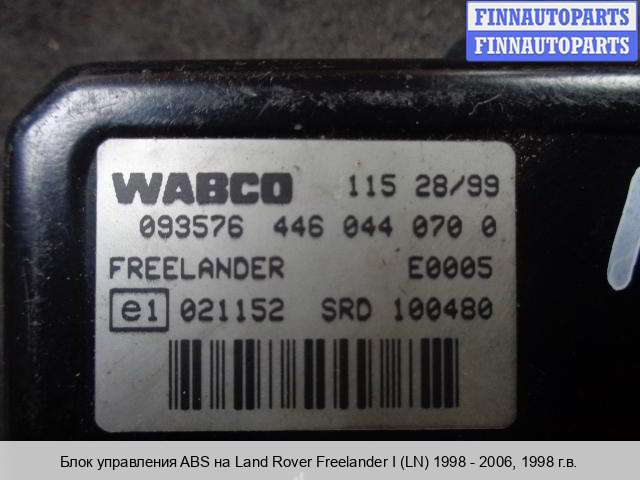 FINNAUTOPARTS
FINNAUTOPARTS
WABCO 115 28/99
093576 446 044 070 0
FREELANDER E0005
e1 021152 SRD 100480
Блок управления ABS на Land Rover Freelander I (LN) 1998 - 2006, 1998 г.в.